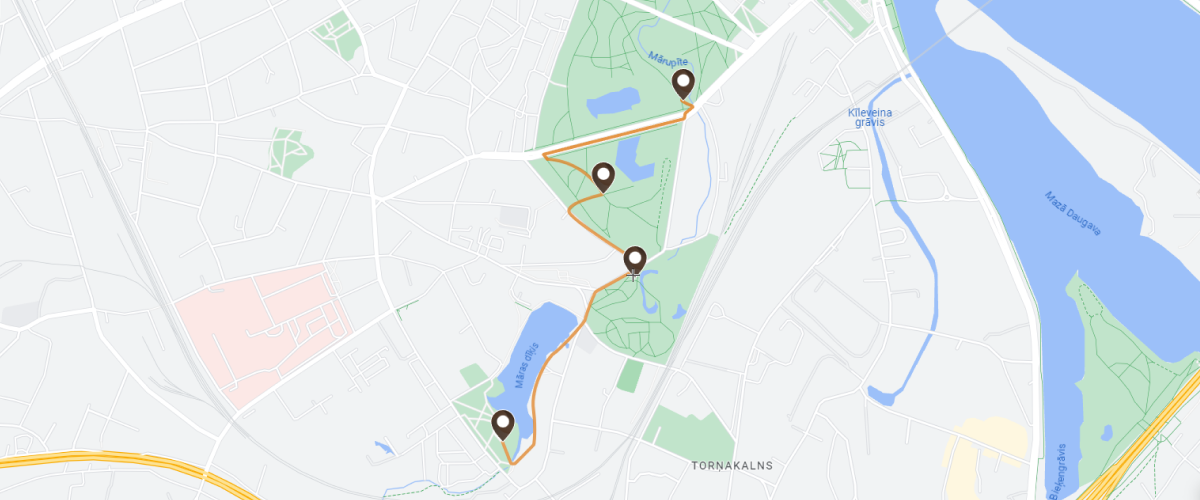 Mārupīte
Ķīleveina
grāvis
Mazā Daugava
Māras dīķis
TORNAKALNS
Bieķengrāvis